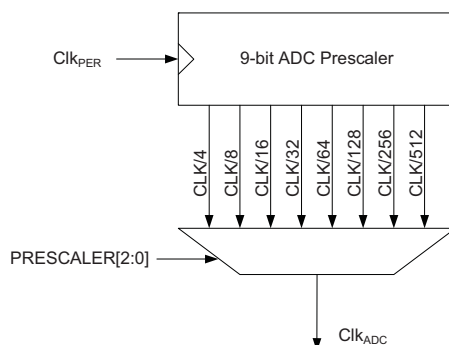 9-bit ADC Prescaler
Clk_PER
CLK/4
CLK/8
CLK/16
CLK/32
CLK/64
CLK/128
CLK/256
CLK/512
PRESCALER[2:0]
Clk_ADC